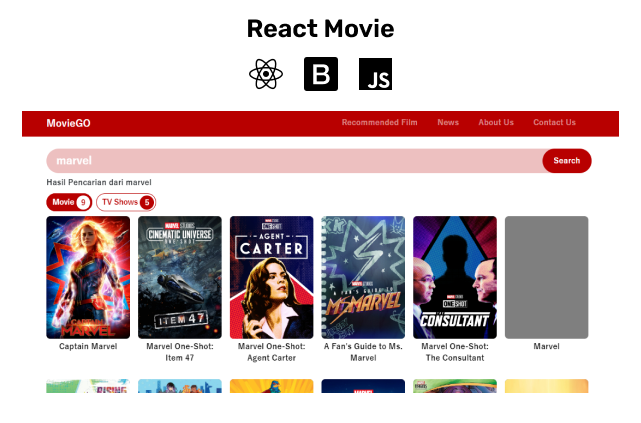 React Movie
B
JS
MovieGO
Recommended Film
News
About Us
Contact Us
marvel
Search
Hasil Pencarian dari marvel
Movie 9
TV Shows 5
CAPTAIN
MARVEL
MARVEL STUDIOS
CINEMATIC UNIVERSE
ONE-SHOT
ITEM 47
ONE SHOT
AGENT
CARTER
A FAN'S GUIDE TO
MS. MARVEL
ONE SHOT
THE
CONSULTANT
Captain Marvel
Marvel One-Shot:
Item 47
Marvel One-Shot:
Agent Carter
A Fan's Guide to Ms.
Marvel
Marvel One-Shot:
The Consultant
Marvel
RISING